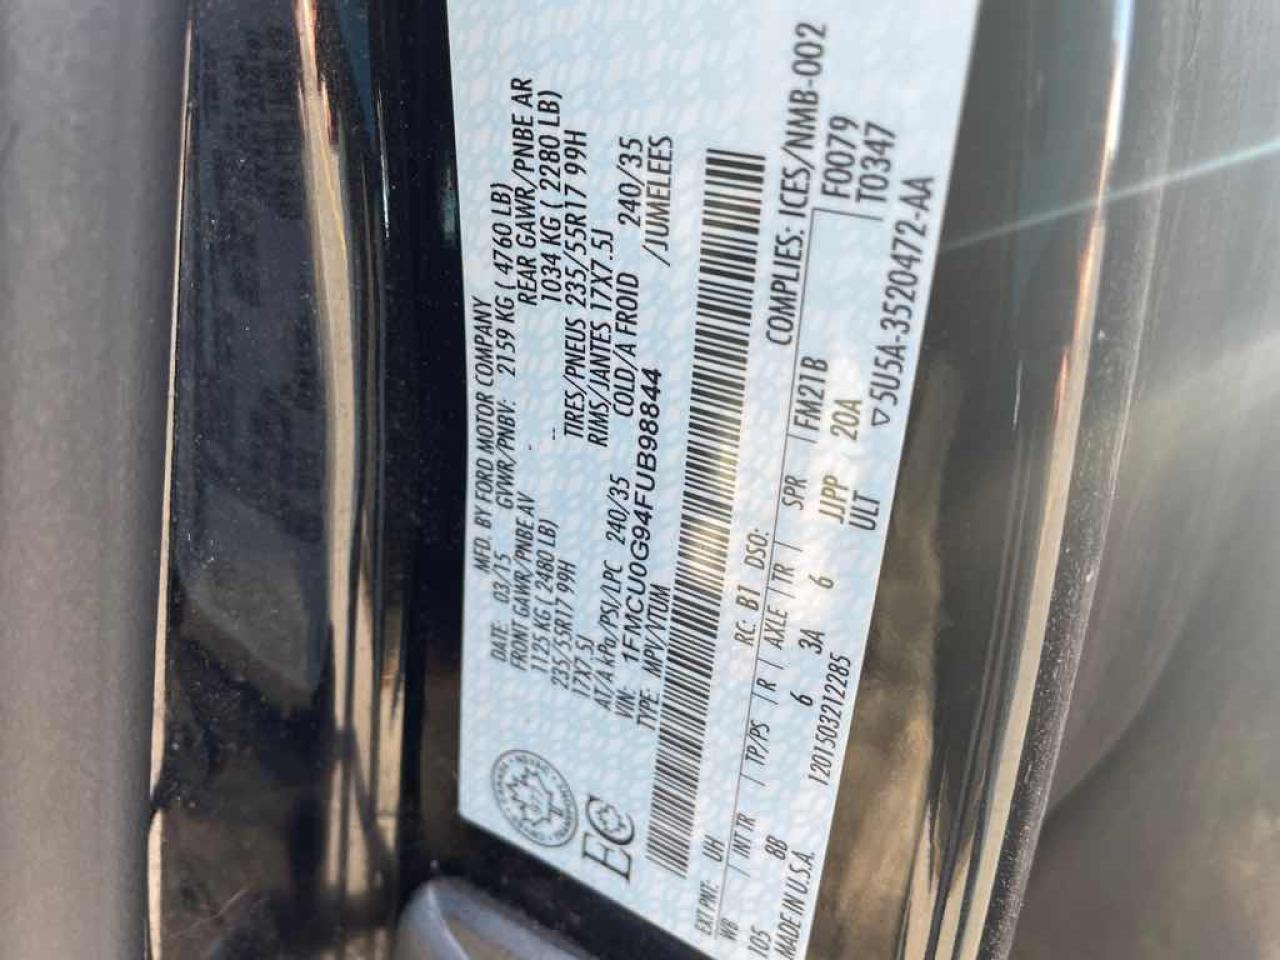 MFD. BY FORD MOTOR COMPANY
DATE: 03/15 GVWR/PNBV: 2159 KG ( 4760 LB)
FRONT GAWR/PNBE AV - REAR GAWR/PNBE AR
1125 KG ( 2480 LB) -- 1034 KG ( 2280 LB)
235/55R17 99H TIRES/PNEUS 235/55R17 99H
17X7.5J RIMS/JANTES 17X7.5J
AT/A kPa/PSI/LPC 240/35 COLD/A FROID 240/35
VIN: 1FMCU0G94FUB98844 /JUMELEES
TYPE: MPV/VTUM
EC
EXT PNT: UH RC: B1 DSO: COMPLIES: ICES/NMB-002
WB / INT TR / TP/PS / R / AXLE / TR / SPR / FM21B F0079
105 8B 6 3A 6 JJPP 20A T0347
MADE IN U.S.A. 1201503212285 ULT ▽5U5A-3520472-AA